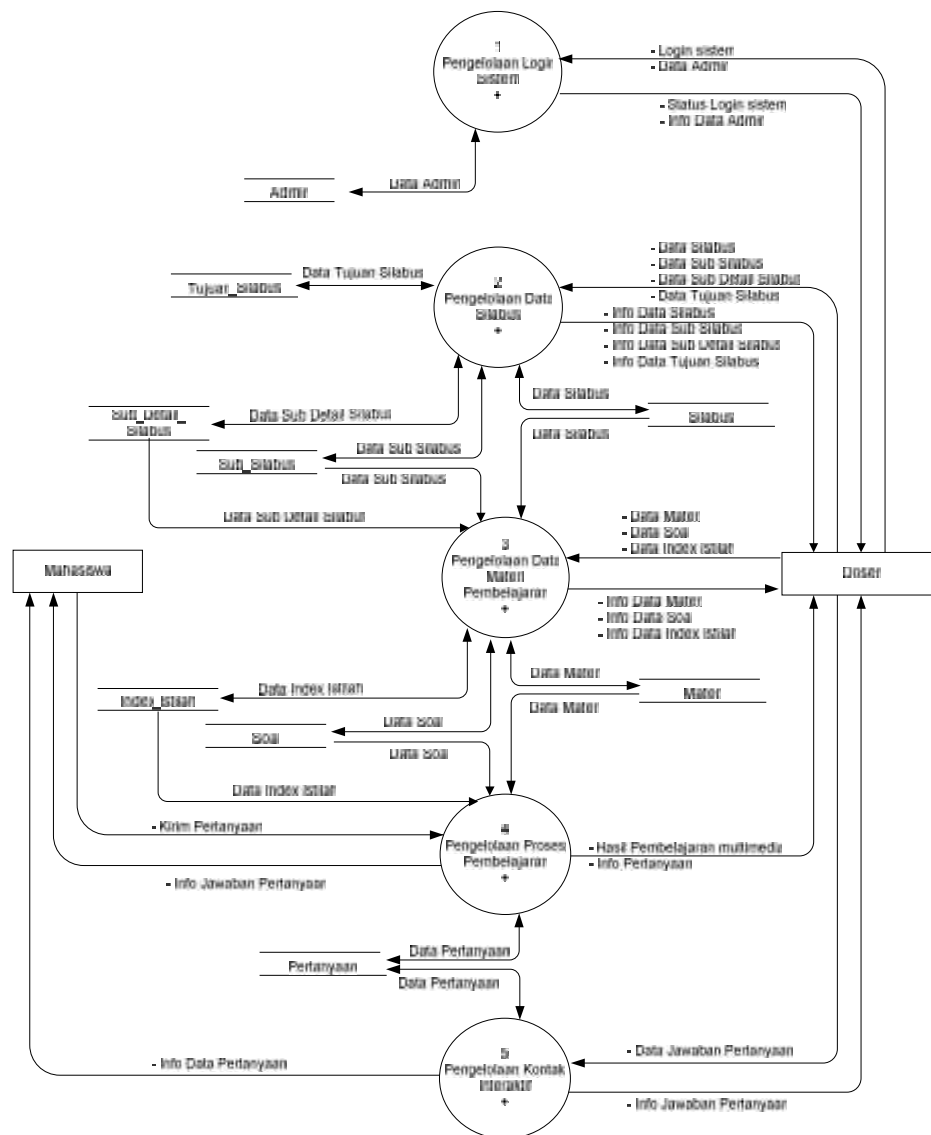 1
Pengelolaan Login
Sistem
+
- Login sistem
- Data Admin
- Status Login sistem
- Info Data Admin
Data Admin
Admin
- Data Silabus
- Data Sub Silabus
- Data Sub Detail Silabus
- Data Tujuan Silabus
2
Pengelolaan Data
Silabus
+
Data Tujuan Silabus
Tujuan_Silabus
- Info Data Silabus
- Info Data Sub Silabus
- Info Data Sub Detail Silabus
- Info Data Tujuan Silabus
Data Silabus
Silabus
Data Silabus
Sub_Detail_
Silabus
Data Sub Detail Silabus
Data Sub Silabus
Sub_Silabus
Data Sub Silabus
Data Sub Detail Silabus
3
Pengelolaan Data
Materi
Pembelajaran
+
- Data Materi
- Data Soal
- Data Index Istilah
Mahasiswa
Dosen
- Info Data Materi
- Info Data Soal
- Info Data Index Istilah
Data Materi
Materi
Data Materi
Data Index Istilah
Index_Istilah
Data Soal
Soal
Data Soal
Data Index Istilah
- Kirim Pertanyaan
4
Pengelolaan Proses
Pembelajaran
+
- Hasil Pembelajaran multimedia
- Info Pertanyaan
- Info Jawaban Pertanyaan
Data Pertanyaan
Pertanyaan
Data Pertanyaan
- Info Data Pertanyaan
5
Pengelolaan Kontak
Interaktif
+
- Data Jawaban Pertanyaan
- Info Jawaban Pertanyaan